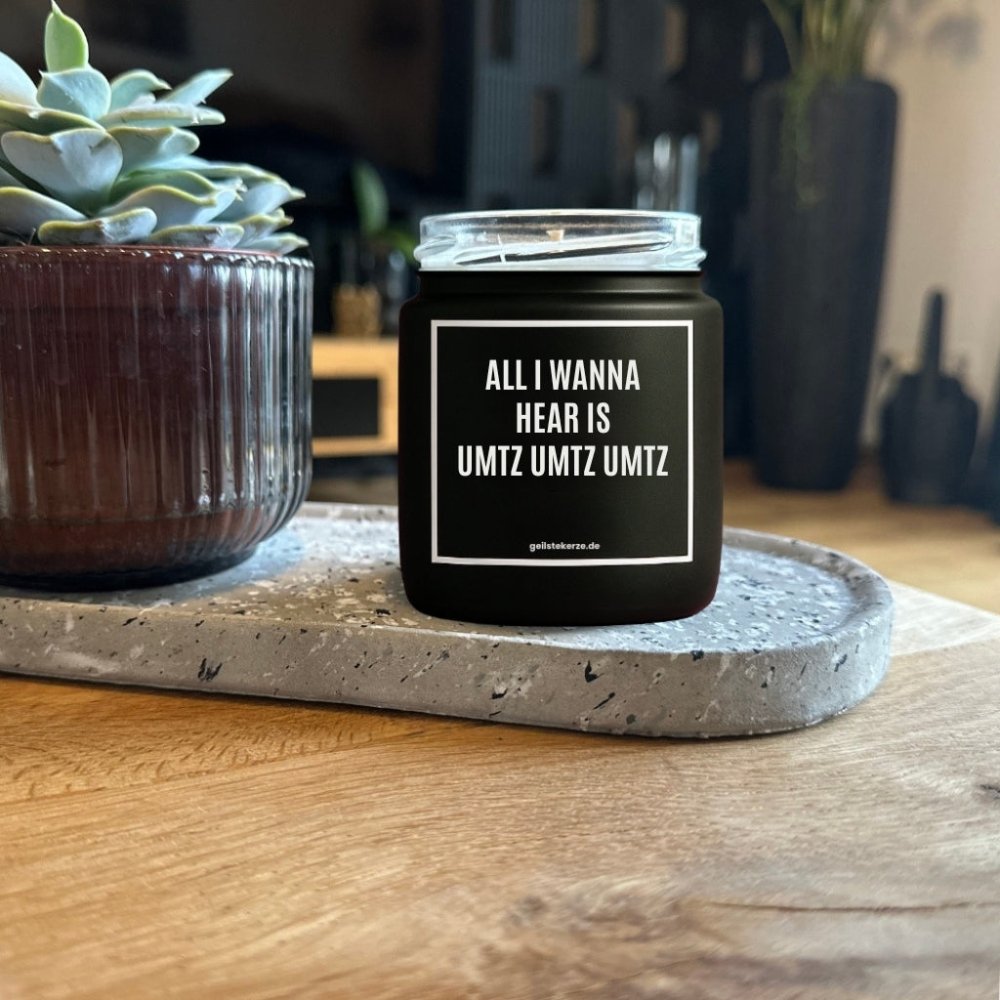 ALL I WANNA
HEAR IS
UMTZ UMTZ UMTZ
geilstekerze.de